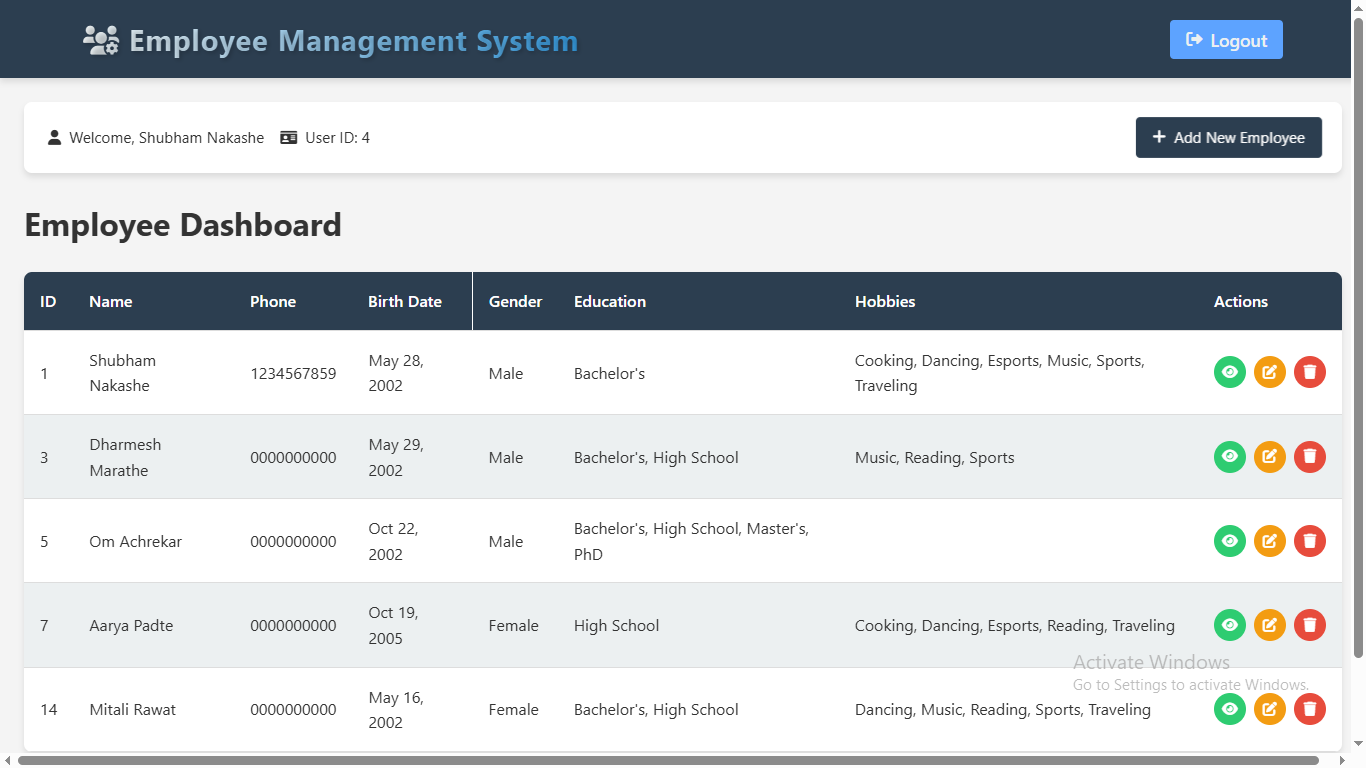 Employee Management System
Logout
Welcome, Shubham Nakashe User ID: 4
Add New Employee
Employee Dashboard
ID Name Phone Birth Date Gender Education Hobbies Actions
1 Shubham Nakashe 1234567859 May 28, 2002 Male Bachelor's Cooking, Dancing, Esports, Music, Sports, Traveling
3 Dharmesh Marathe 0000000000 May 29, 2002 Male Bachelor's, High School Music, Reading, Sports
5 Om Achrekar 0000000000 Oct 22, 2002 Male Bachelor's, High School, Master's, PhD
7 Aarya Padte 0000000000 Oct 19, 2005 Female High School Cooking, Dancing, Esports, Reading, Traveling
14 Mitali Rawat 0000000000 May 16, 2002 Female Bachelor's, High School Dancing, Music, Reading, Sports, Traveling
Activate Windows
Go to Settings to activate Windows.